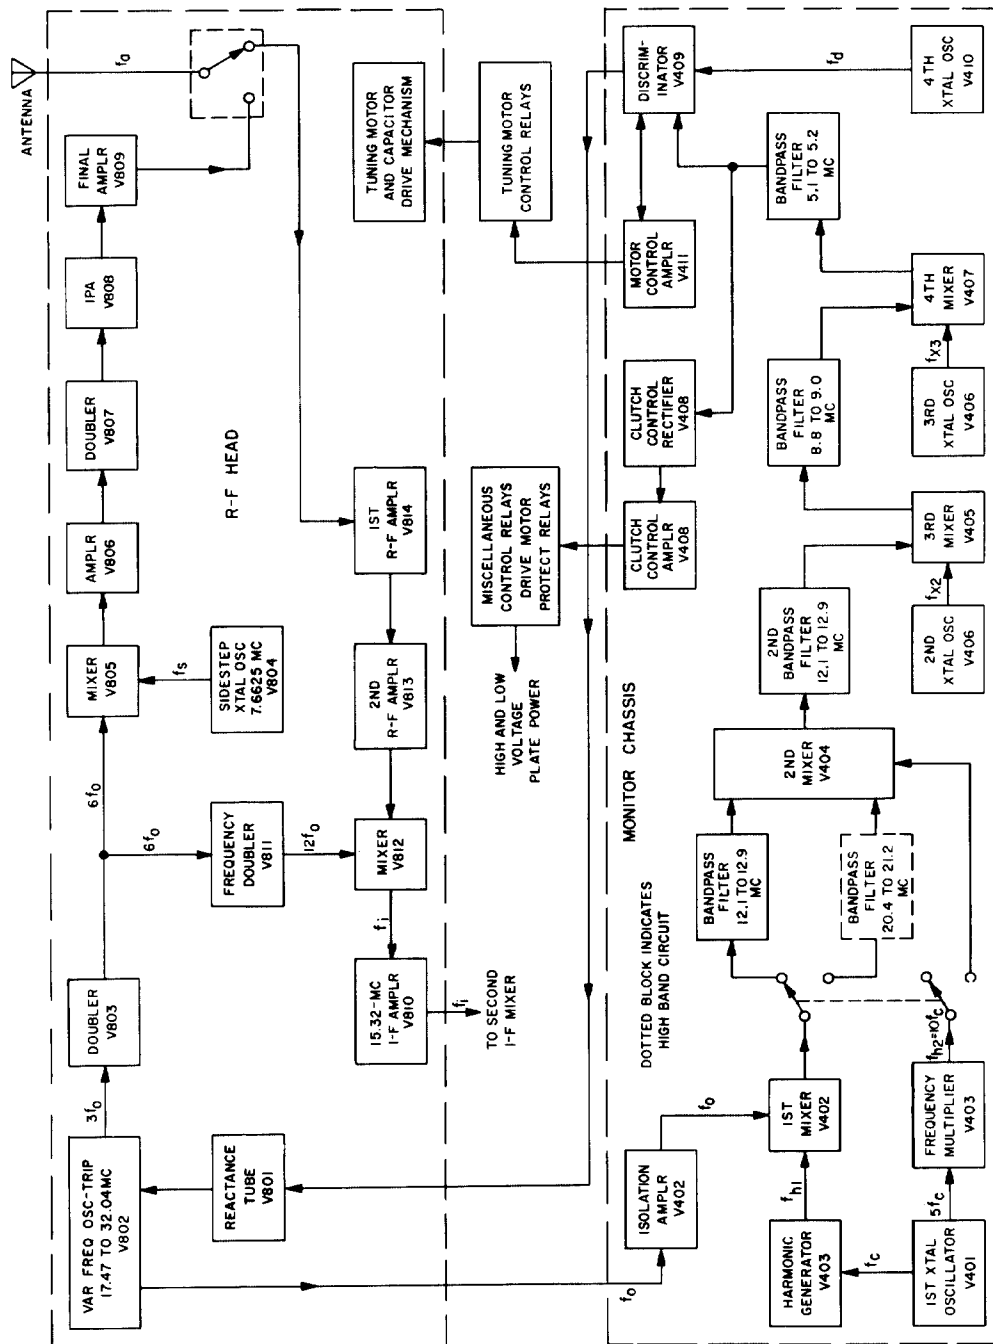 ANTENNA
fa
FINAL
AMPLR
V809
IPA
V808
DOUBLER
V807
AMPLR
V806
MIXER
V805
6fo
DOUBLER
V803
3fo
VAR FREQ OSC-TRIP
17.47 TO 32.04MC
V802
R-F HEAD
fs
SIDESTEP
XTAL OSC
7.6625 MC
V804
6fo
FREQUENCY
DOUBLER
V811
12fo
REACTANCE
TUBE
V801
1ST
R-F AMPLR
V814
2ND
R-F AMPLR
V813
MIXER
V812
fi
15.32-MC
I-F AMPLR
V810
fi
TO SECOND
I-F MIXER
TUNING MOTOR
AND CAPACITOR
DRIVE MECHANISM
TUNING MOTOR
CONTROL RELAYS
MISCELLANEOUS
CONTROL RELAYS
DRIVE MOTOR
PROTECT RELAYS
HIGH AND LOW
VOLTAGE
PLATE POWER
MONITOR CHASSIS
DOTTED BLOCK INDICATES
HIGH BAND CIRCUIT
DISCRIM-
INATOR
V409
MOTOR
CONTROL
AMPLR
V411
CLUTCH
CONTROL
RECTIFIER
V408
CLUTCH
CONTROL
AMPLR
V408
fo
ISOLATION
AMPLR
V402
fo
fd
4TH
XTAL OSC
V410
BANDPASS
FILTER
5.1 TO 5.2
MC
4TH
MIXER
V407
fx3
3RD
XTAL OSC
V406
BANDPASS
FILTER
8.8 TO 9.0
MC
3RD
MIXER
V405
fx2
2ND
XTAL OSC
V406
2ND
BANDPASS
FILTER
12.1 TO 12.9
MC
2ND
MIXER
V404
BANDPASS
FILTER
12.1 TO 12.9
MC
BANDPASS
FILTER
20.4 TO 21.2
MC
1ST
MIXER
V402
fh1
HARMONIC
GENERATOR
V403
fh2=10fc
FREQUENCY
MULTIPLIER
V403
5fc
fc
1ST XTAL
OSCILLATOR
V401